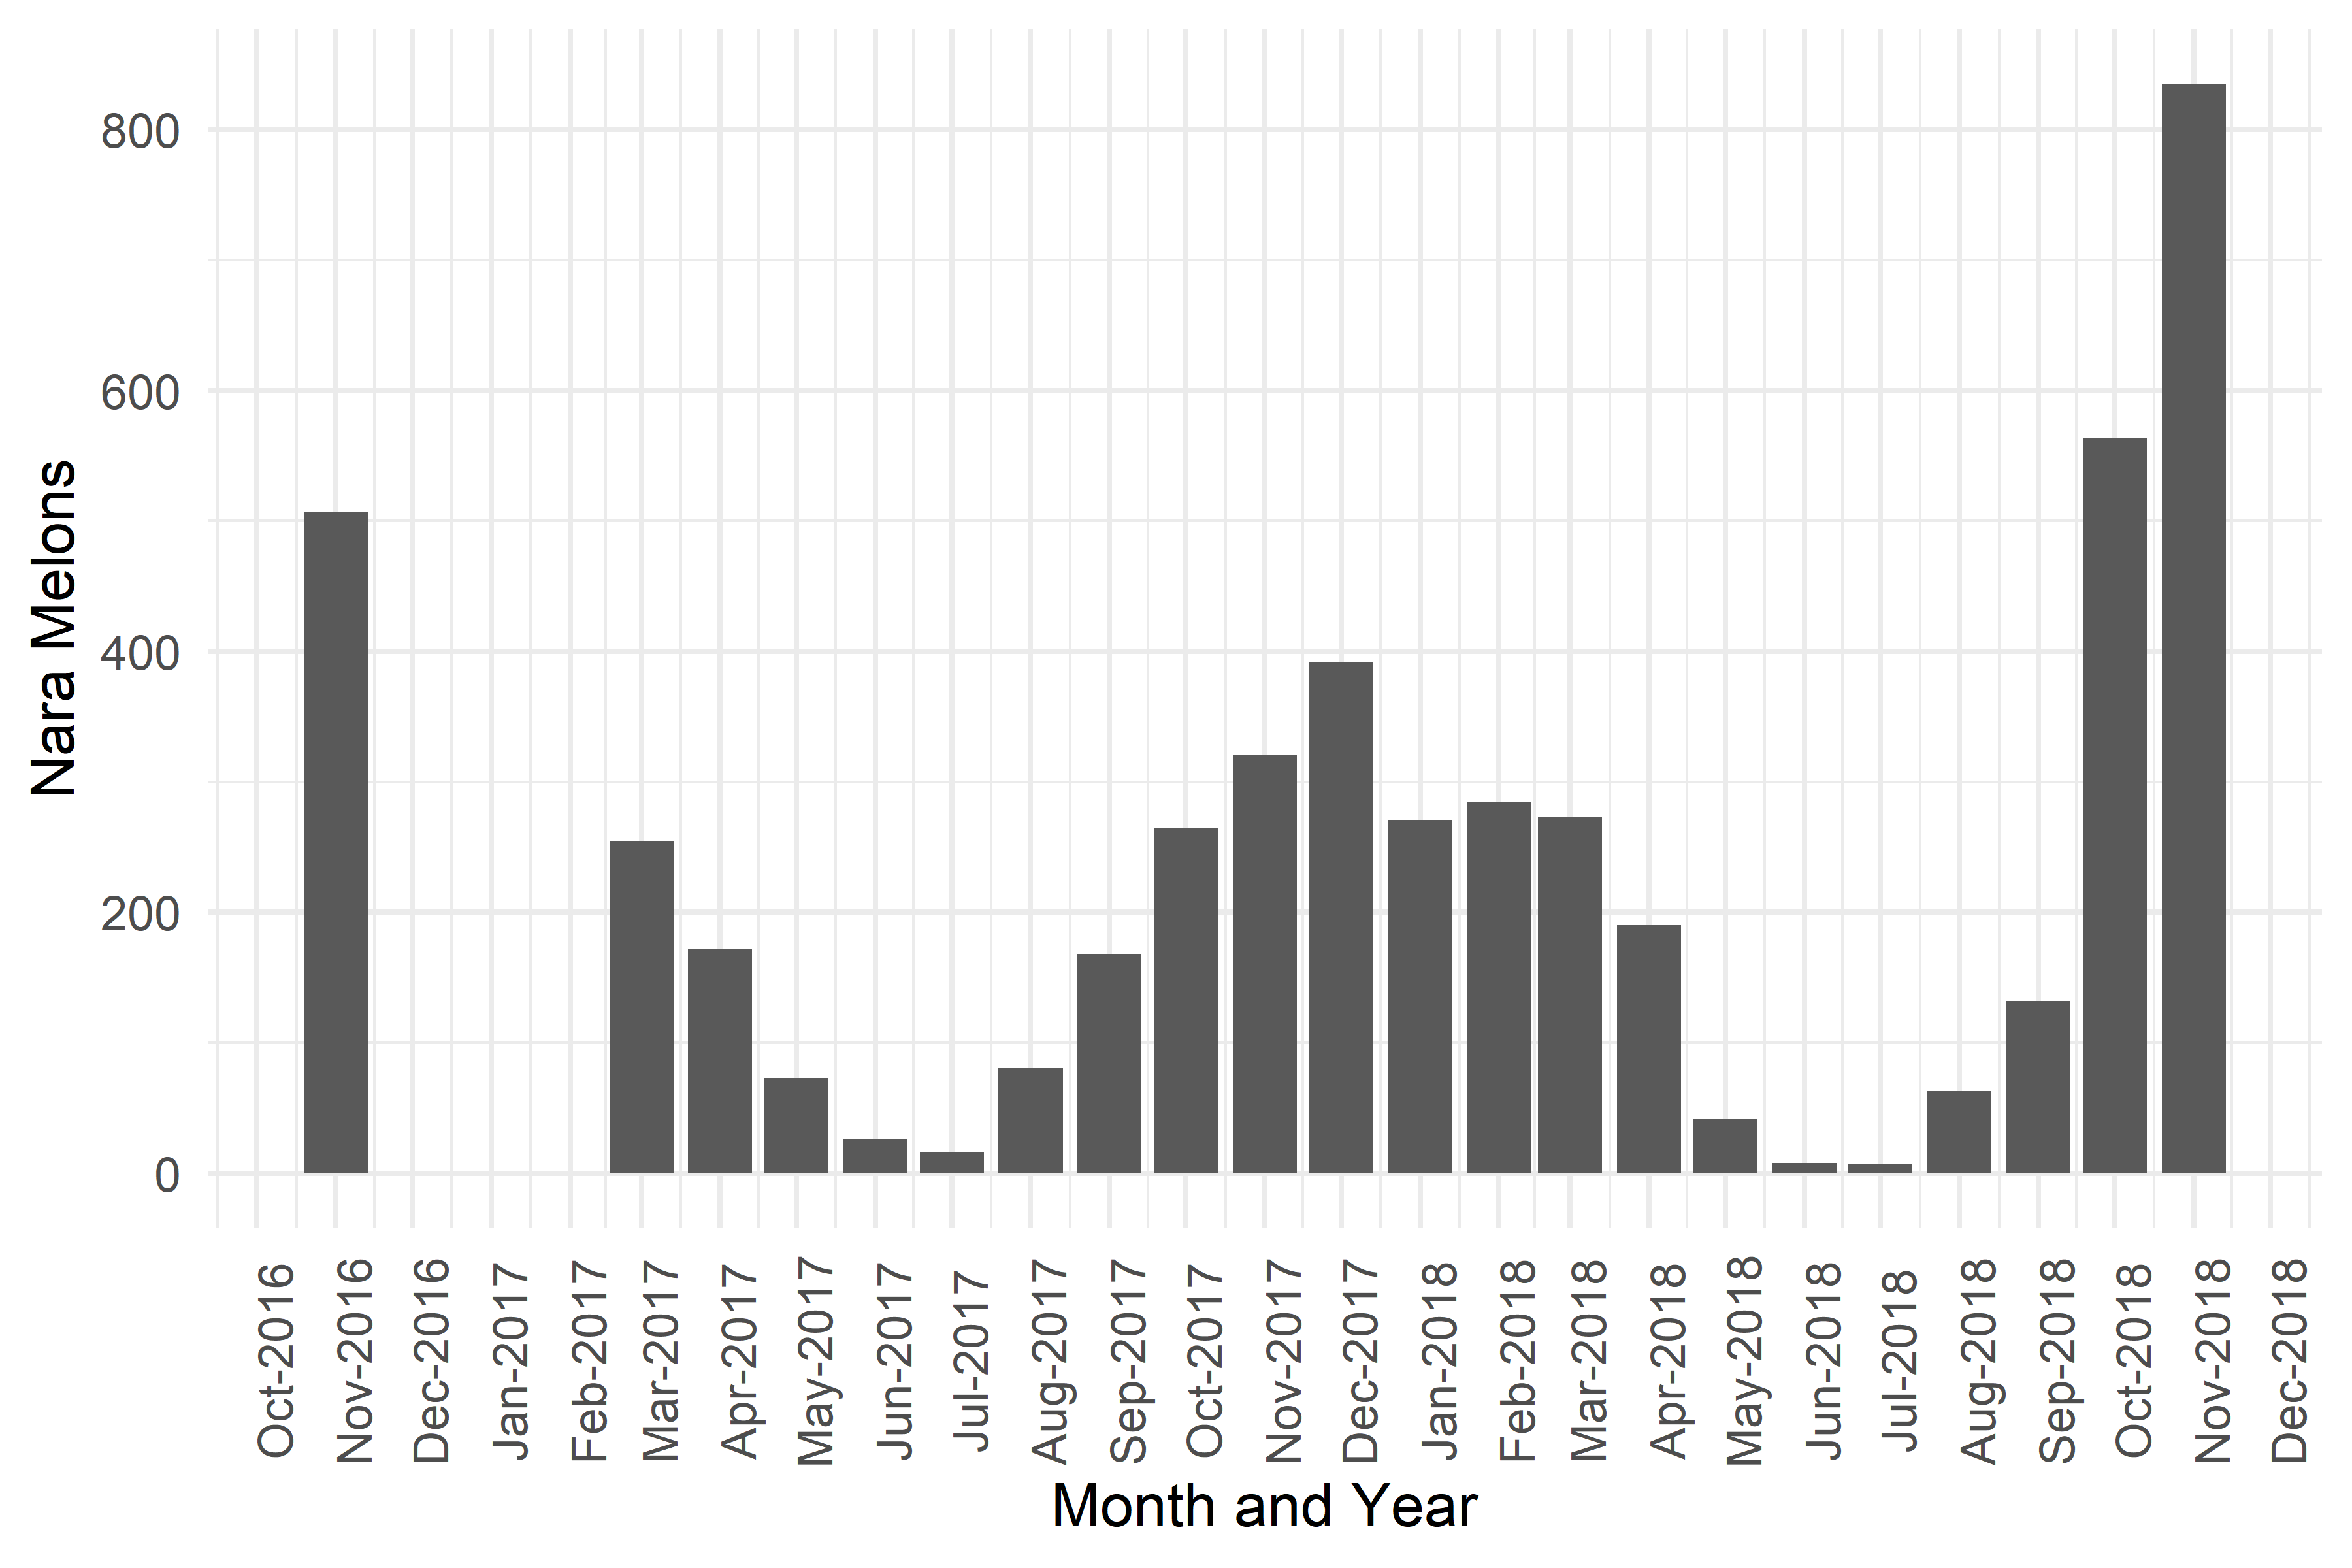 Nara Melons
800
600
400
200
0
Oct-2016
Nov-2016
Dec-2016
Jan-2017
Feb-2017
Mar-2017
Apr-2017
May-2017
Jun-2017
Jul-2017
Aug-2017
Sep-2017
Oct-2017
Nov-2017
Dec-2017
Jan-2018
Feb-2018
Mar-2018
Apr-2018
May-2018
Jun-2018
Jul-2018
Aug-2018
Sep-2018
Oct-2018
Nov-2018
Dec-2018
Month and Year